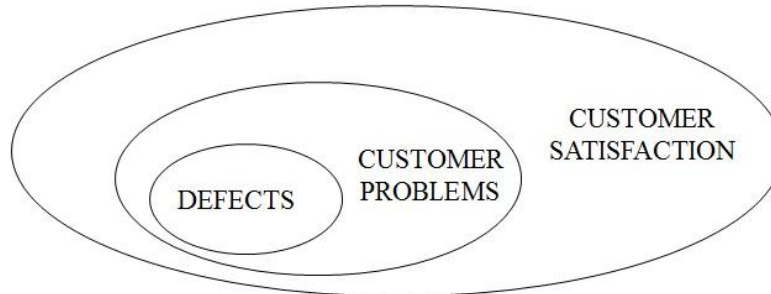 CUSTOMER
SATISFACTION
CUSTOMER
PROBLEMS
DEFECTS